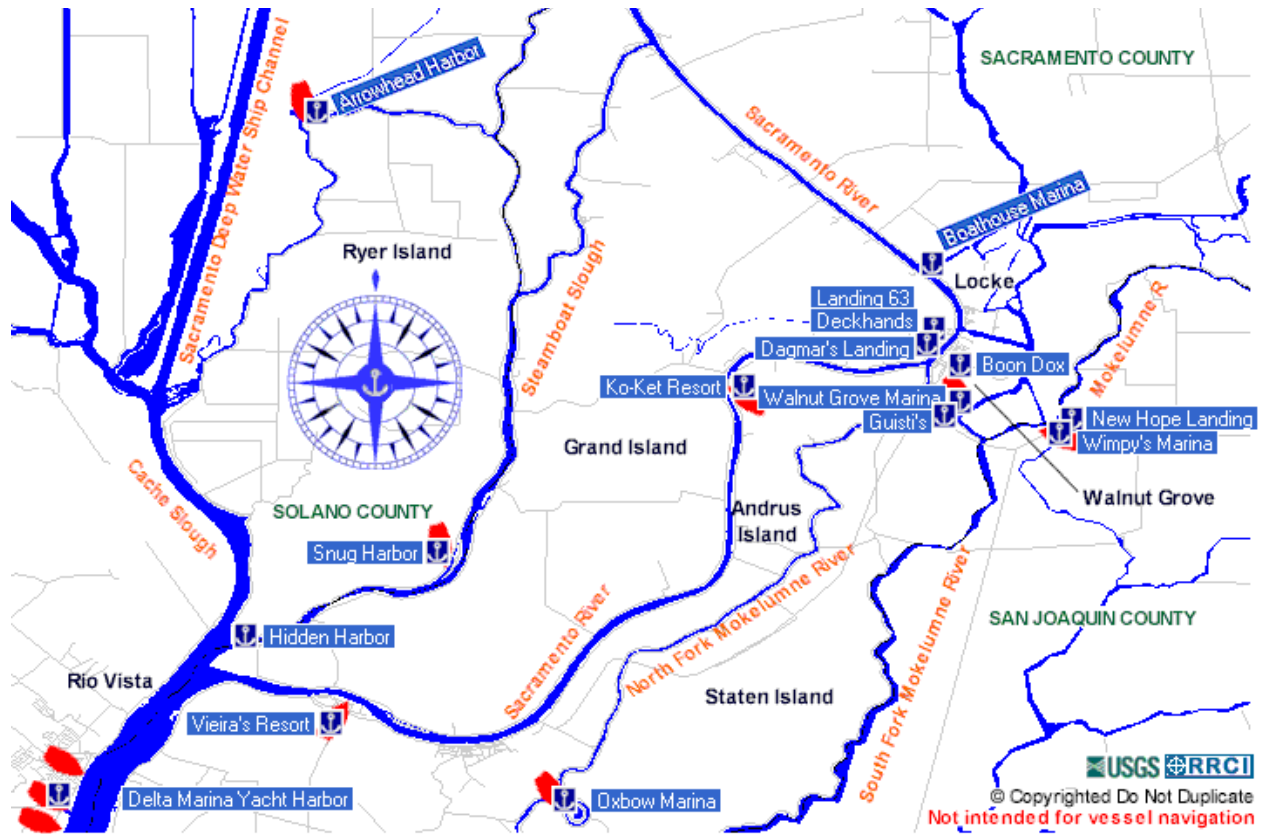 SACRAMENTO COUNTY
Arrowhead Harbor
Sacramento Deep Water Ship Channel
Sacramento River
Boathouse Marina
Ryer Island
Steamboat Slough
Locke
Landing 63
Deckhands
Dagmar's Landing
Boon Dox
Mokelumne R
Ko-Ket Resort
Walnut Grove Marina
Guisti's
New Hope Landing
Wimpy's Marina
Grand Island
Walnut Grove
Cache Slough
SOLANO COUNTY
Andrus
Island
Snug Harbor
North Fork Mokelumne River
South Fork Mokelumne River
SAN JOAQUIN COUNTY
Hidden Harbor
Sacramento River
Rio Vista
Staten Island
Vieira's Resort
USGS RRCI
Delta Marina Yacht Harbor
Oxbow Marina
© Copyrighted Do Not Duplicate
Not intended for vessel navigation